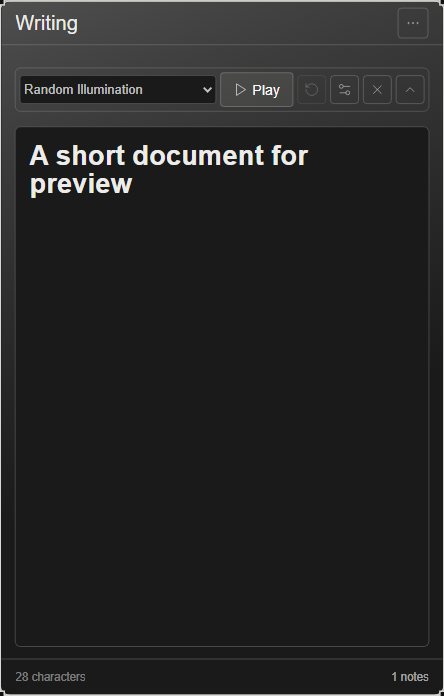 Writing
Random Illumination
Play
A short document for
preview
28 characters
1 notes